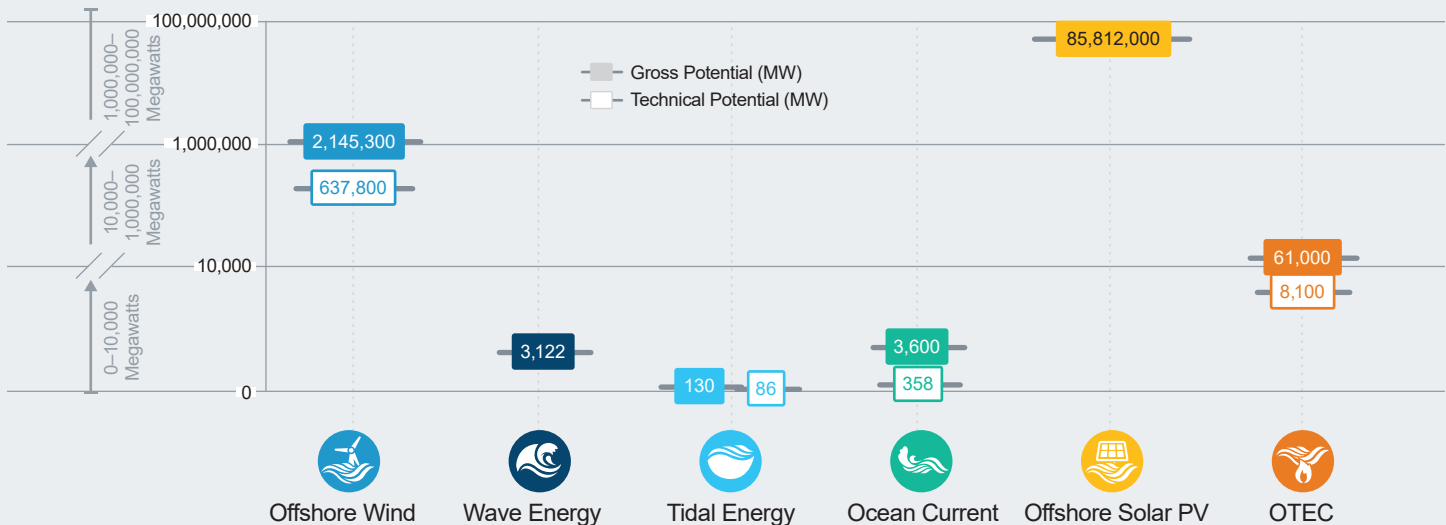 100,000,000
1,000,000–
100,000,000
Megawatts
1,000,000
10,000–
1,000,000
Megawatts
10,000
0–10,000
Megawatts
0
Gross Potential (MW)
Technical Potential (MW)
2,145,300
637,800
3,122
130
86
3,600
358
85,812,000
61,000
8,100
Offshore Wind
Wave Energy
Tidal Energy
Ocean Current
Offshore Solar PV
OTEC